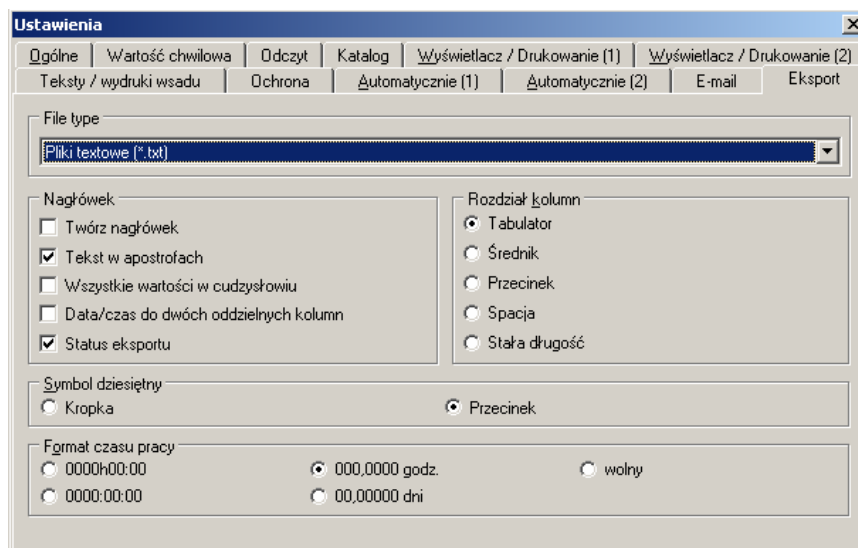 Ustawienia
Ogólne Wartość chwilowa Odczyt Katalog Wyświetlacz / Drukowanie (1) Wyświetlacz / Drukowanie (2)
Teksty / wydruki wsadu Ochrona Automatycznie (1) Automatycznie (2) E-mail Eksport
File type
Pliki textowe (*.txt)
Nagłówek
Twórz nagłówek
Tekst w apostrofach
Wszystkie wartości w cudzysłowiu
Data/czas do dwóch oddzielnych kolumn
Status eksportu
Rozdział kolumn
Tabulator
Średnik
Przecinek
Spacja
Stała długość
Symbol dziesiętny
Kropka Przecinek
Format czasu pracy
0000h00:00 000,0000 godz. wolny
0000:00:00 00,00000 dni